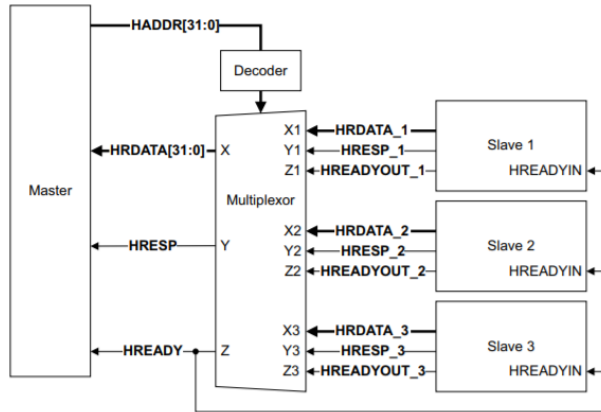 HADDR[31:0]
Decoder
X1 HRDATA_1
Slave 1
HRDATA[31:0] X Y1 HRESP_1
Z1 HREADYOUT_1 HREADYIN
Master
Multiplexor
X2 HRDATA_2
HRESP Y Y2 HRESP_2 Slave 2
Z2 HREADYOUT_2 HREADYIN
X3 HRDATA_3
HREADY Z Y3 HRESP_3 Slave 3
Z3 HREADYOUT_3 HREADYIN